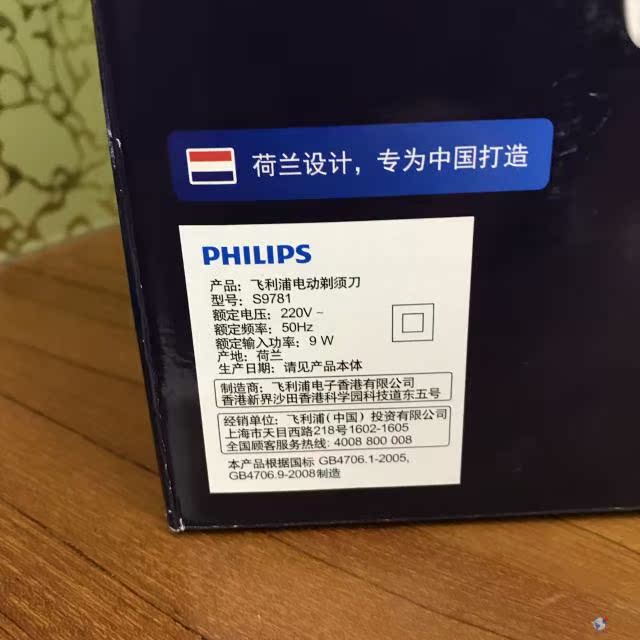 荷兰设计，专为中国打造
PHILIPS
产品：飞利浦电动剃须刀
型号：S9781
额定电压：220V ~
额定频率：50Hz
额定输入功率：9 W
产地：荷兰
生产日期：请见产品本体
制造商：飞利浦电子香港有限公司
香港新界沙田香港科学园科技道东五号
经销单位：飞利浦(中国）投资有限公司
上海市天目西路218号1602-1605
全国顾客服务热线: 4008 800 008
本产品根据国标 GB4706.1-2005,
GB4706.9-2008制造